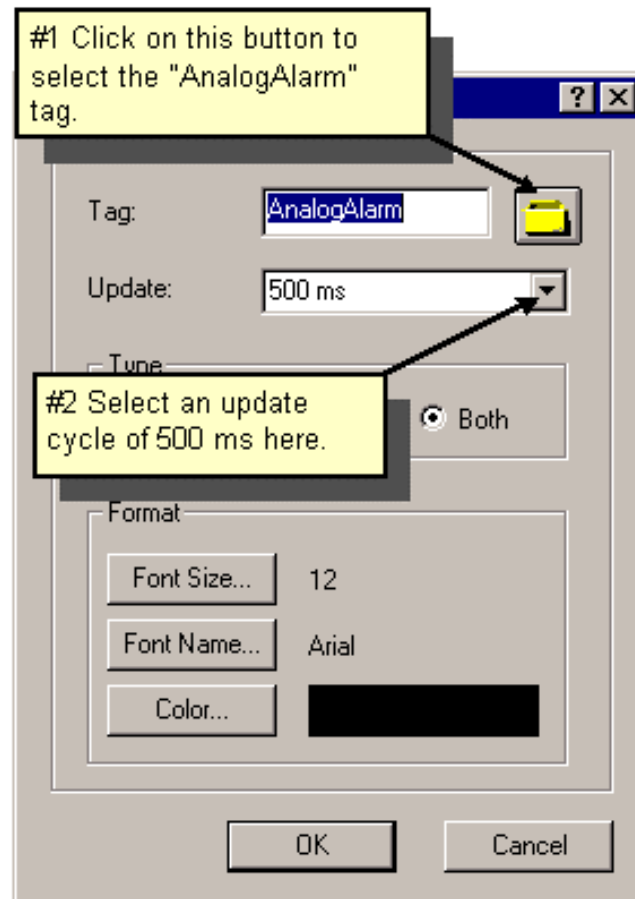 #1 Click on this button to
select the "AnalogAlarm"
tag.
?
Tag:
AnalogAlarm
Update:
500 ms
Type
#2 Select an update
cycle of 500 ms here.
Both
Format
Font Size...
12
Font Name...
Arial
Color...
OK
Cancel